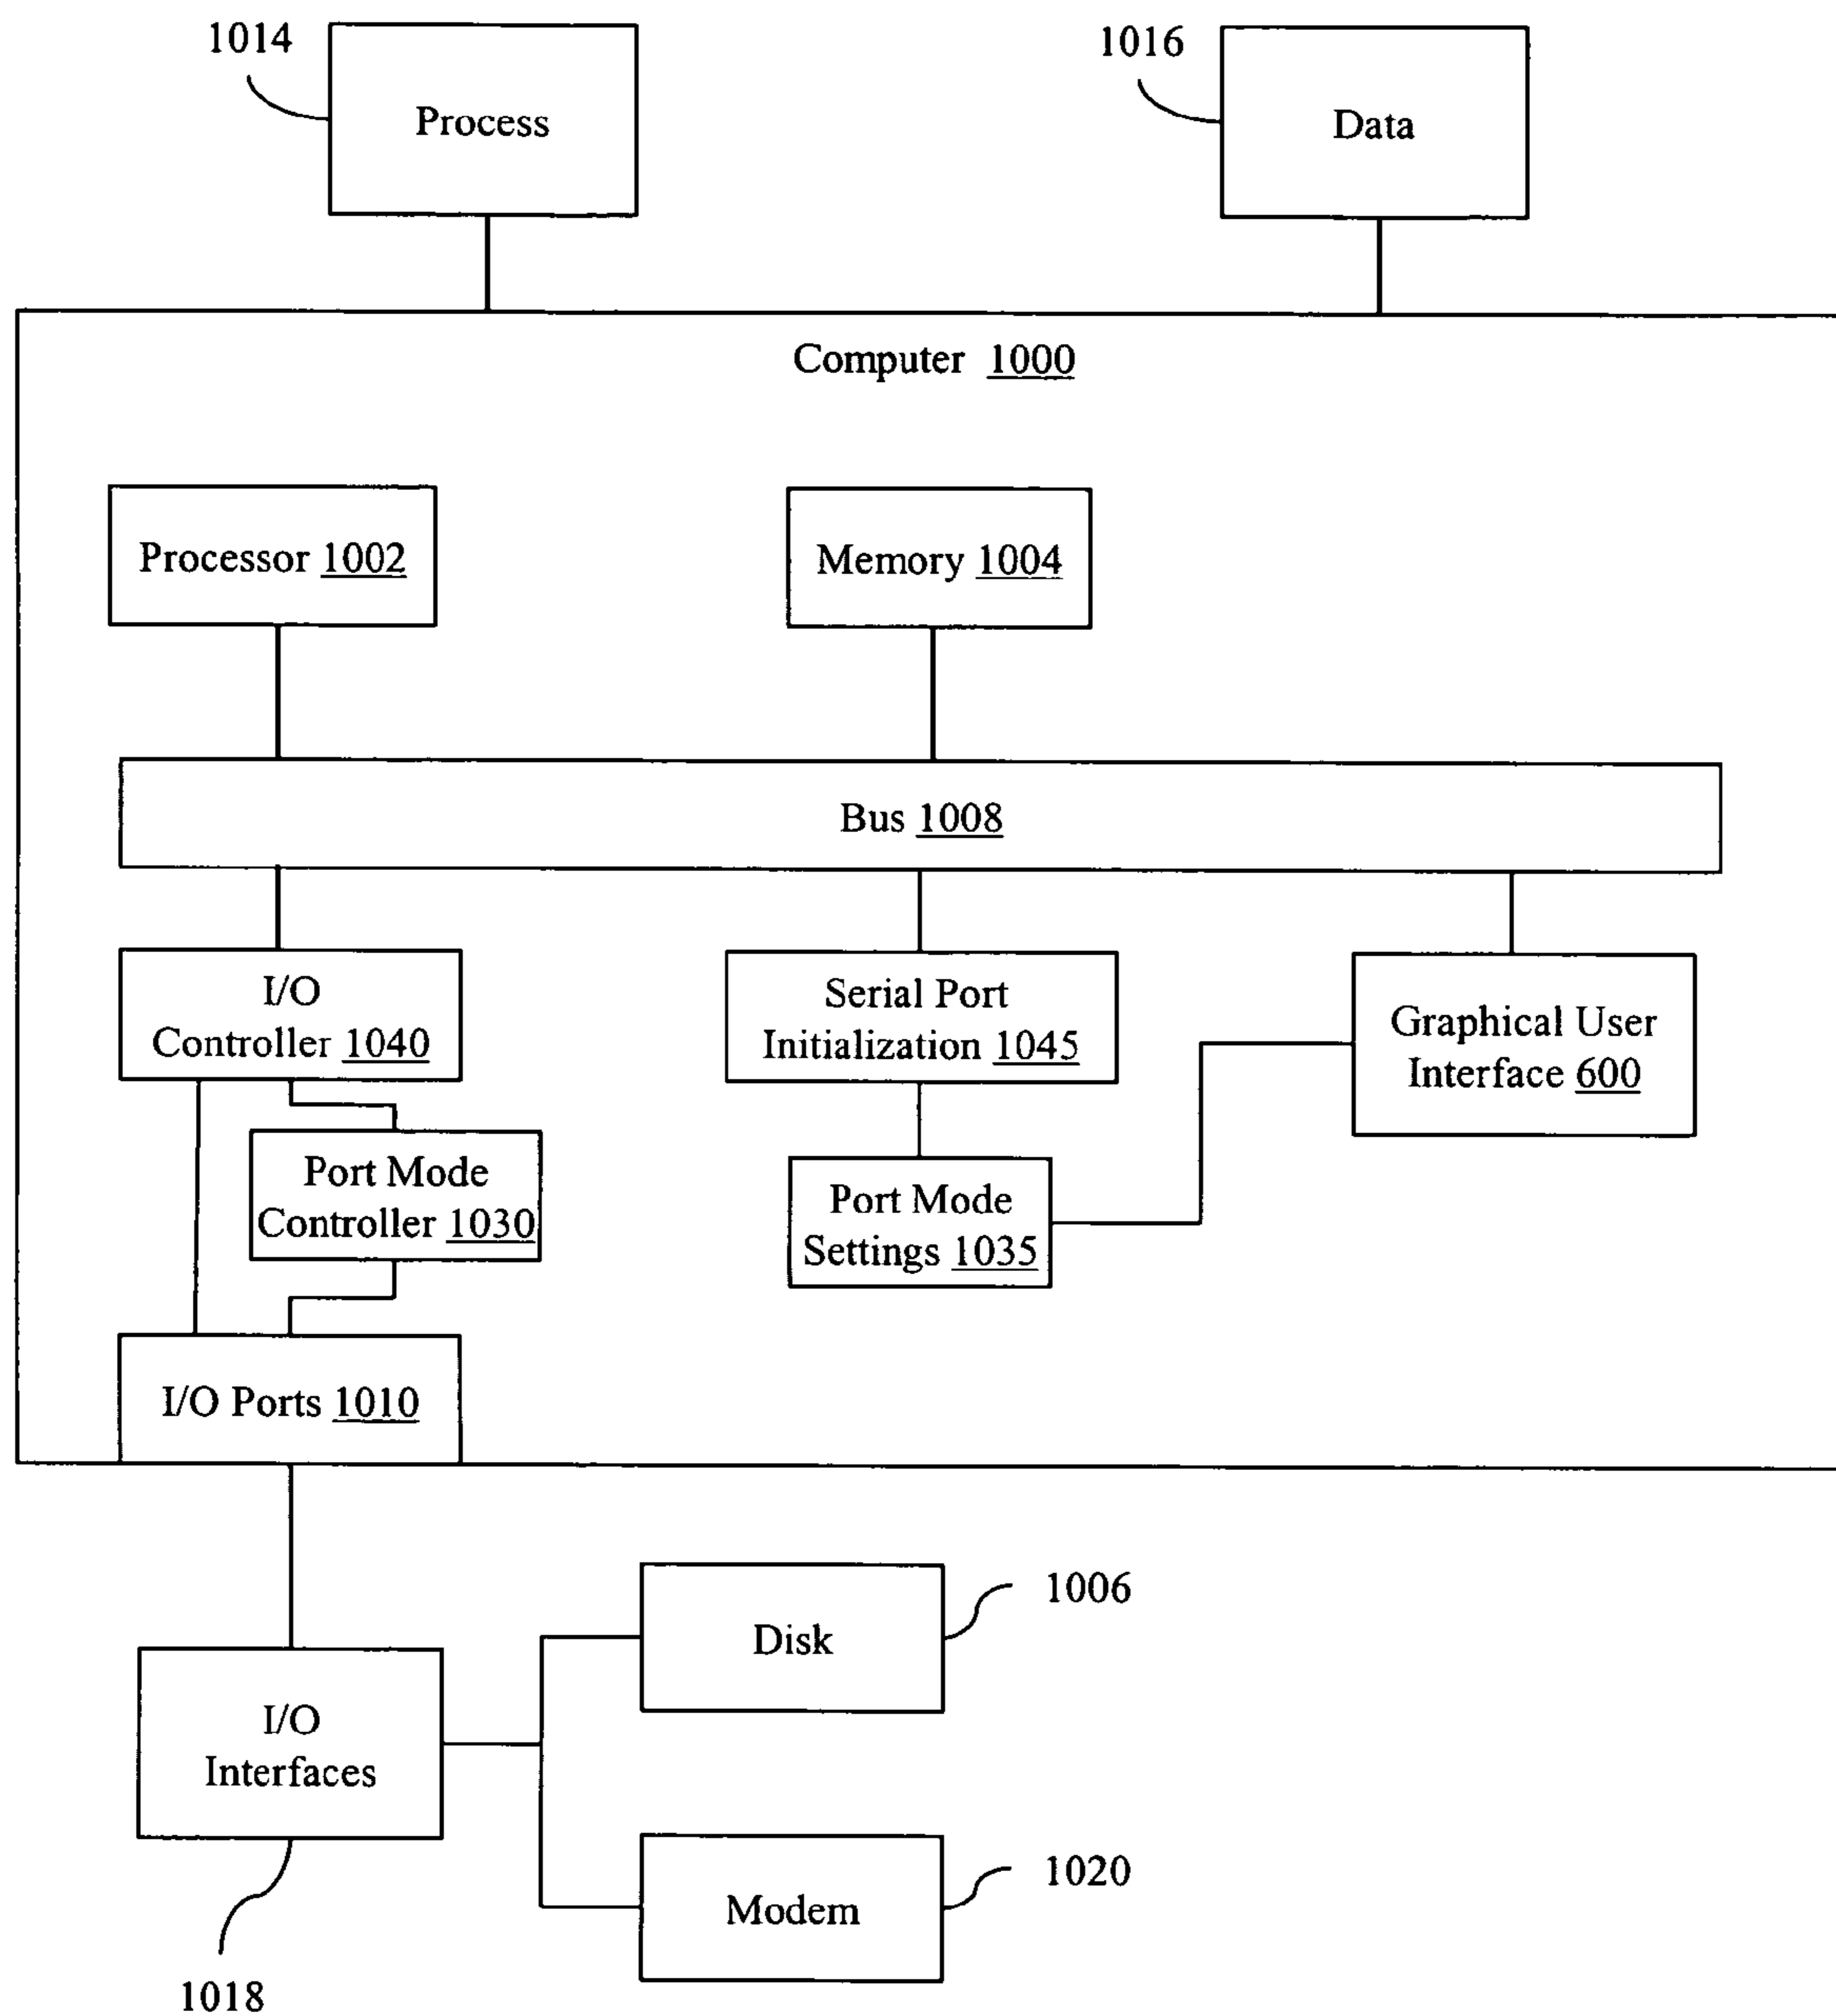 1014
Process
1016
Data
Computer 1000
Processor 1002
Memory 1004
Bus 1008
I/O
Controller 1040
Serial Port
Initialization 1045
Graphical User
Interface 600
Port Mode
Controller 1030
Port Mode
Settings 1035
I/O Ports 1010
Disk
1006
I/O
Interfaces
1018
Modem
1020